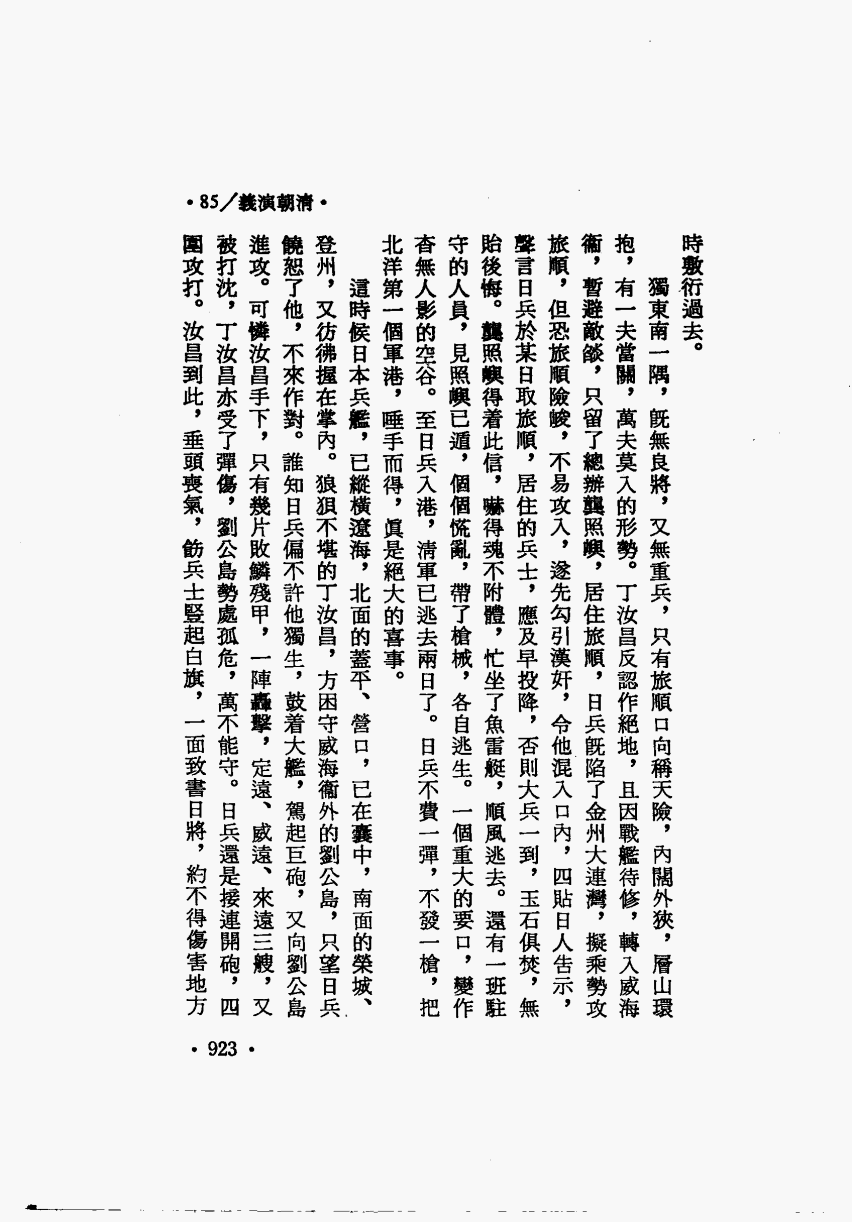 •85／義演朝清•
時敷衍過去。
獨東南一隅，旣無良將，又無重兵，只有旅順口向稱天險，內闊外狹，層山環
抱，有一夫當關，萬夫莫入的形勢。丁汝昌反認作絕地，且因戰艦待修，轉入威海
衞，暫避敵燄，只留了總辦龔照嶼，居住旅順，日兵旣陷了金州大連灣，擬乘勢攻
旅順，但恐旅順險峻，不易攻入，遂先勾引漢奸，令他混入口內，四貼日人告示，
聲言日兵於某日取旅順，居住的兵士，應及早投降，否則大兵一到，玉石俱焚，無
貽後悔。龔照嶼得着此信，嚇得魂不附體，忙坐了魚雷艇，順風逃去。還有一班駐
守的人員，見照嶼已遁，個個慌亂，帶了槍械，各自逃生。一個重大的要口，變作
杳無人影的空谷。至日兵入港，淸軍已逃去兩日了。日兵不費一彈，不發一槍，把
北洋第一個軍港，唾手而得，眞是絕大的喜事。
這時候日本兵艦，已縱橫遼海，北面的蓋平、營口，已在囊中，南面的榮城、
登州，又彷彿握在掌內。狼狽不堪的丁汝昌，方困守威海衞外的劉公島，只望日兵
饒恕了他，不來作對。誰知日兵偏不許他獨生，鼓着大艦，駕起巨砲，又向劉公島
進攻。可憐汝昌手下，只有幾片敗鱗殘甲，一陣轟擊，定遠、威遠、來遠三艘，又
被打沈，丁汝昌亦受了彈傷，劉公島勢處孤危，萬不能守。日兵還是接連開砲，四
圍攻打。汝昌到此，垂頭喪氣，飭兵士豎起白旗，一面致書日將，約不得傷害地方
•923•